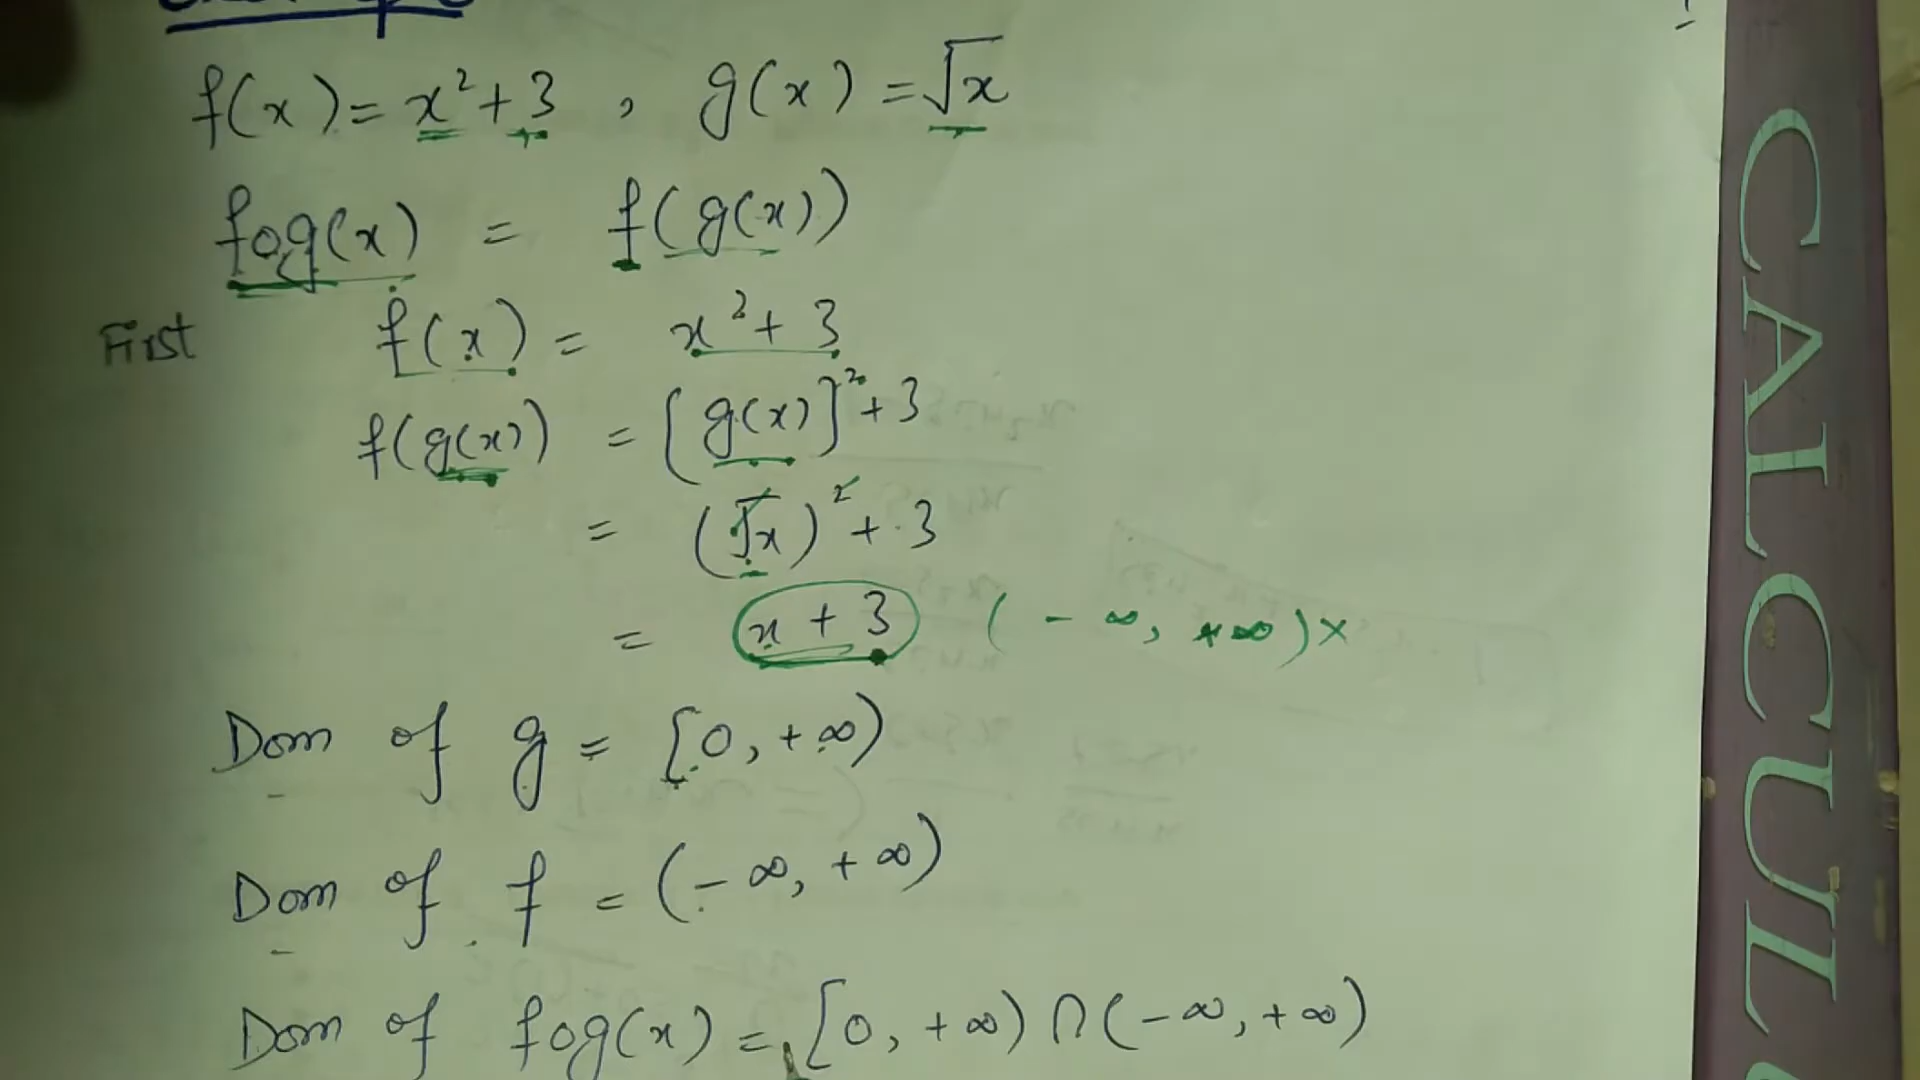 f(x) = x²+3 , g(x) = √x
fog(x) = f(g(x))
First f(x) = x²+3
f(g(x)) = [g(x)]²+3
= (√x)²+3
= x+3 (-∞, +∞)×
Dom of g = [0, +∞)
Dom of f = (-∞, +∞)
Dom of fog(x) = [0, +∞) ∩ (-∞, +∞)
CALCUL